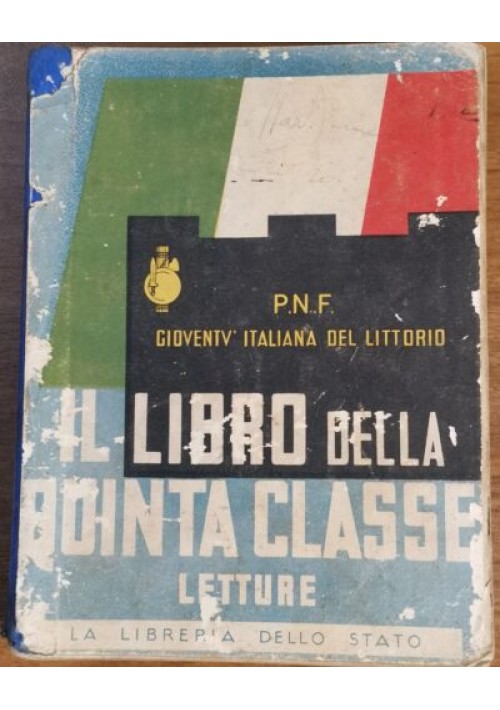 P.N.F.
GIOVENTV' ITALIANA DEL LITTORIO
IL LIBRO DELLA
QUINTA CLASSE
LETTURE
LA LIBRERIA DELLO STATO